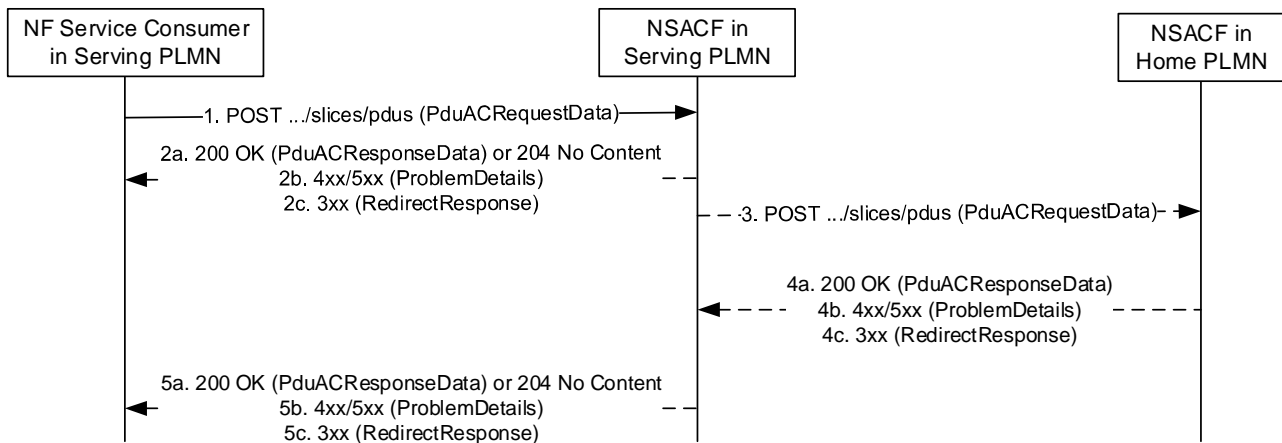 NF Service Consumer
in Serving PLMN
NSACF in
Serving PLMN
NSACF in
Home PLMN
1. POST .../slices/pdus (PduACRequestData)
2a. 200 OK (PduACResponseData) or 204 No Content
2b. 4xx/5xx (ProblemDetails)
2c. 3xx (RedirectResponse)
3. POST .../slices/pdus (PduACRequestData)
4a. 200 OK (PduACResponseData)
4b. 4xx/5xx (ProblemDetails)
4c. 3xx (RedirectResponse)
5a. 200 OK (PduACResponseData) or 204 No Content
5b. 4xx/5xx (ProblemDetails)
5c. 3xx (RedirectResponse)